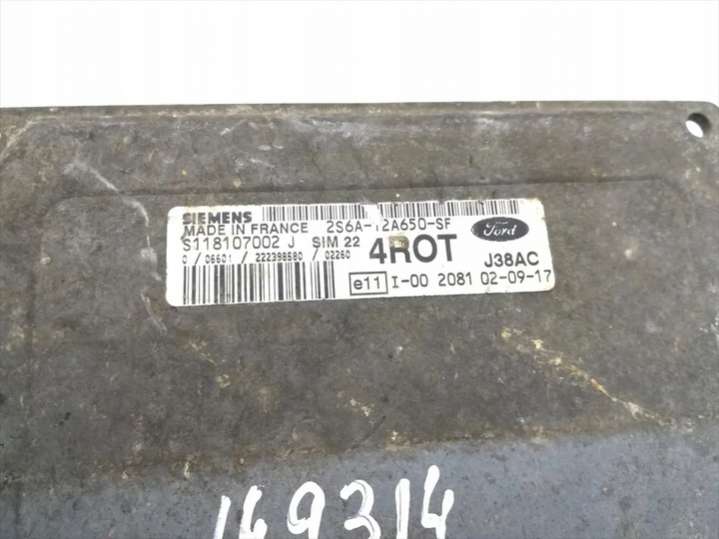 SIEMENS
MADE IN FRANCE 2S6A-12A650-SF
S118107002 J SIM 22 4ROT Ford
0 / 06601 / 222398580 / 02260 J38AC
e11 I-00 2081 02-09-17
149314